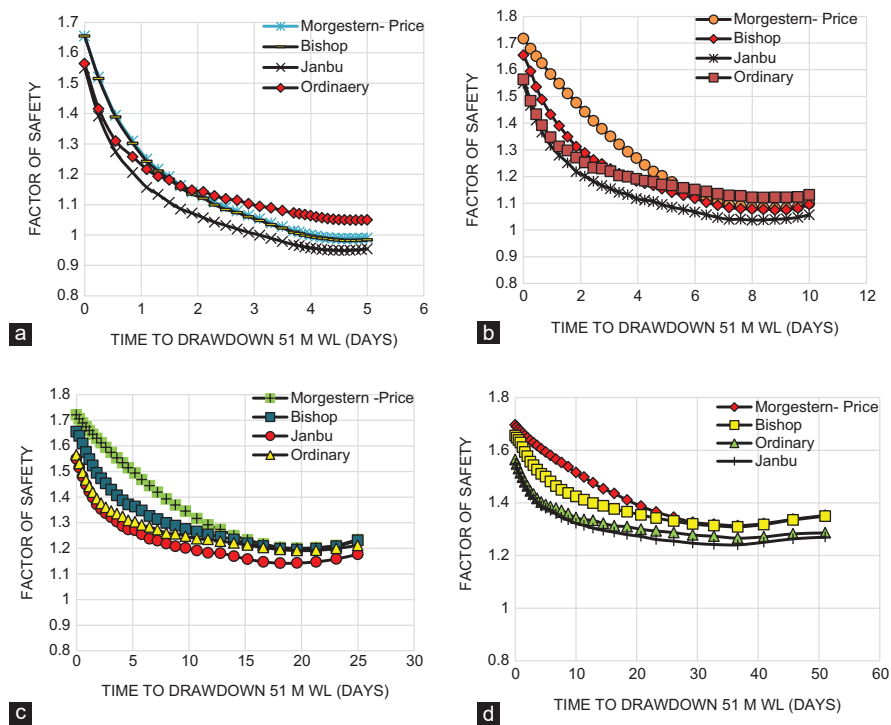 1.7
1.6
1.5
1.4
1.3
1.2
1.1
1
0.9
0.8
FACTOR OF SAFETY
Morgestern- Price
Bishop
Janbu
Ordinaery
0 1 2 3 4 5 6
TIME TO DRAWDOWN 51 M WL (DAYS)
a
1.8
1.7
1.6
1.5
1.4
1.3
1.2
1.1
1
0.9
0.8
FACTOR OF SAFETY
Morgestern- Price
Bishop
Janbu
Ordinary
0 2 4 6 8 10 12
TIME TO DRAWDOWN 51 M WL (DAYS)
b
1.8
1.7
1.6
1.5
1.4
1.3
1.2
1.1
1
0.9
0.8
FACTOR OF SAFETY
Morgestern -Price
Bishop
Janbu
Ordinary
0 5 10 15 20 25 30
TIME TO DRAWDOWN 51 M WL (DAYS)
c
1.8
1.6
1.4
1.2
1
0.8
FACTOR OF SAFETY
Morgestern- Price
Bishop
Ordinary
Janbu
0 10 20 30 40 50 60
TIME TO DRAWDOWN 51 M WL (DAYS)
d